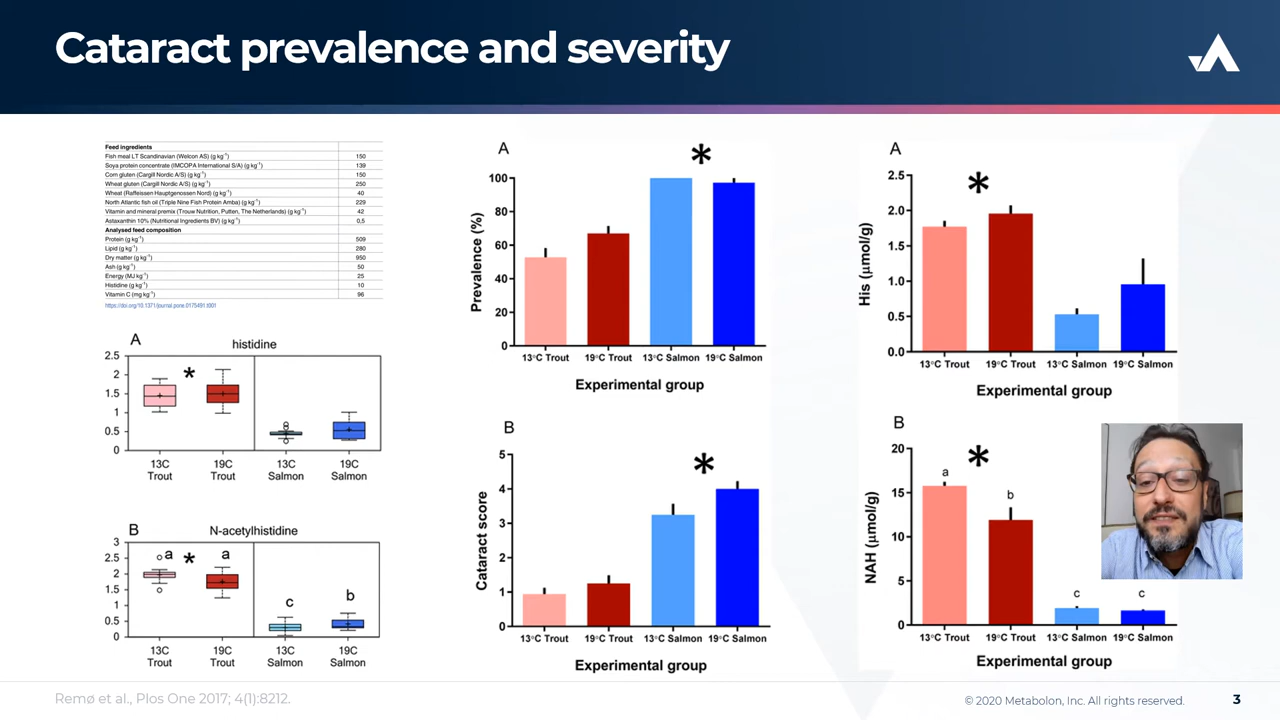 Cataract prevalence and severity
Feed ingredients
Fish meal LT Scandinavian (Welcon AS) (g kg⁻¹) 150
Soya protein concentrate (IMCOPA International S/A) (g kg⁻¹) 139
Corn gluten (Cargill Nordic A/S) (g kg⁻¹) 150
Wheat gluten (Cargill Nordic A/S) (g kg⁻¹) 250
Wheat (Raffeissen Hauptgenossen Nord) (g kg⁻¹) 40
North Atlantic fish oil (Triple Nine Fish Protein Amba) (g kg⁻¹) 229
Vitamin and mineral premix (Trouw Nutrition, Putten, The Netherlands) (g kg⁻¹) 42
Astaxanthin 10% (Nutritional Ingredients BV) (g kg⁻¹) 0,5
Analysed feed composition
Protein (g kg⁻¹) 509
Lipid (g kg⁻¹) 280
Dry matter (g kg⁻¹) 950
Ash (g kg⁻¹) 50
Energy (MJ kg⁻¹) 25
Histidine (g kg⁻¹) 10
Vitamin C (mg kg⁻¹) 96
https://doi.org/10.1371/journal.pone.0175491.t001
A
histidine
2.5
2
*
1.5
1
0.5
0
13C 19C 13C 19C
Trout Trout Salmon Salmon
B
N-acetylhistidine
3
2.5
a * a
2
1.5
1
c b
0.5
0
13C 19C 13C 19C
Trout Trout Salmon Salmon
A
*
100
80
60
40
20
0
Prevalence (%)
13°C Trout 19°C Trout 13°C Salmon 19°C Salmon
Experimental group
B
*
5
4
3
2
1
0
Cataract score
13°C Trout 19°C Trout 13°C Salmon 19°C Salmon
Experimental group
A
*
2.5
2.0
1.5
1.0
0.5
0.0
His (µmol/g)
13°C Trout 19°C Trout 13°C Salmon 19°C Salmon
Experimental group
B
*
20
15
10
5
0
a
b
c c
NAH (µmol/g)
13°C Trout 19°C Trout 13°C Salmon 19°C Salmon
Experimental group
Remø et al., Plos One 2017; 4(1):8212.
© 2020 Metabolon, Inc. All rights reserved. 3